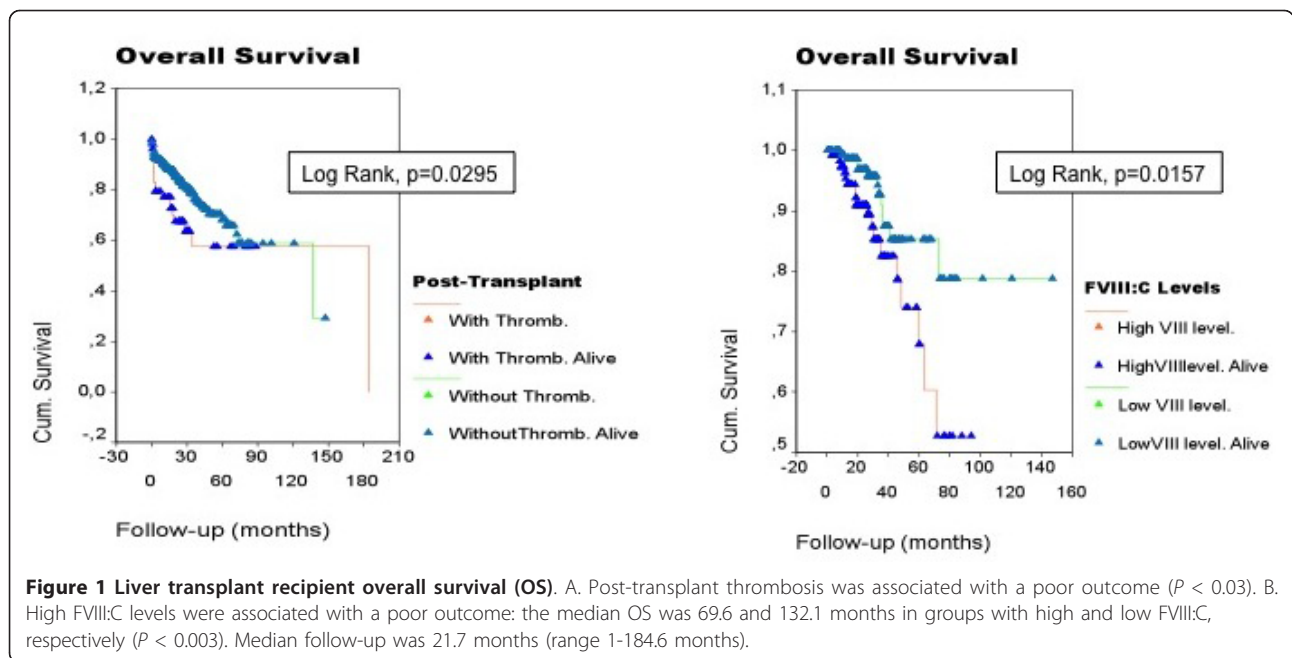 Overall Survival
1,2
1,0
,8
,6
,4
,2
0,0
-,2
Cum. Survival
-30 30 90 150 210
0 60 120 180
Follow-up (months)
Log Rank, p=0.0295
Post-Transplant
With Thromb.
With Thromb. Alive
Without Thromb.
WithoutThromb. Alive
Overall Survival
1,1
1,0
,9
,8
,7
,6
,5
Cum. Survival
-20 20 60 100 140
0 40 80 120 160
Follow-up (months)
Log Rank, p=0.0157
FVIII:C Levels
High VIII level.
HighVIIIlevel. Alive
Low VIII level.
LowVIII level. Alive
Figure 1 Liver transplant recipient overall survival (OS). A. Post-transplant thrombosis was associated with a poor outcome (P < 0.03). B.
High FVIII:C levels were associated with a poor outcome: the median OS was 69.6 and 132.1 months in groups with high and low FVIII:C,
respectively (P < 0.003). Median follow-up was 21.7 months (range 1-184.6 months).